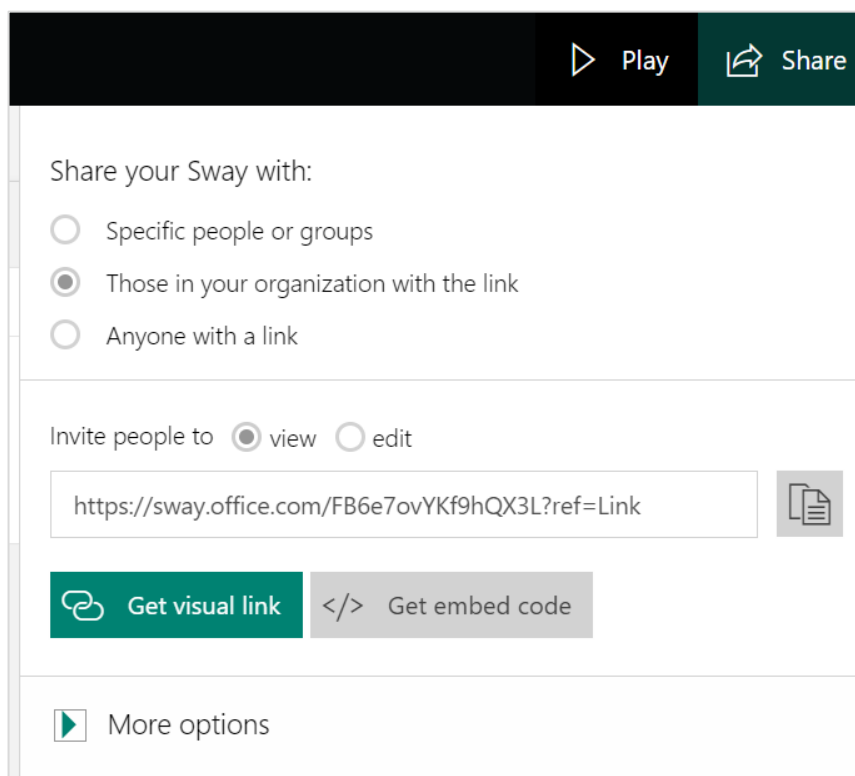 Play Share
Share your Sway with:
Specific people or groups
Those in your organization with the link
Anyone with a link
Invite people to view edit
https://sway.office.com/FB6e7ovYKf9hQX3L?ref=Link
Get visual link </> Get embed code
More options